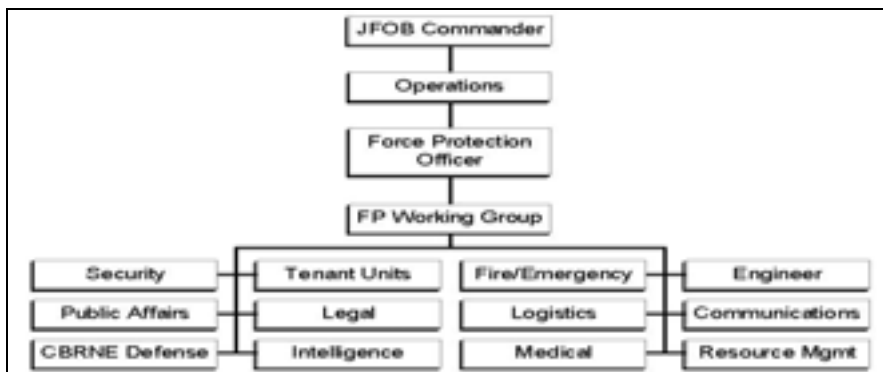 JFOB Commander
Operations
Force Protection
Officer
FP Working Group
Security
Tenant Units
Fire/Emergency
Engineer
Public Affairs
Legal
Logistics
Communications
CBRNE Defense
Intelligence
Medical
Resource Mgmt